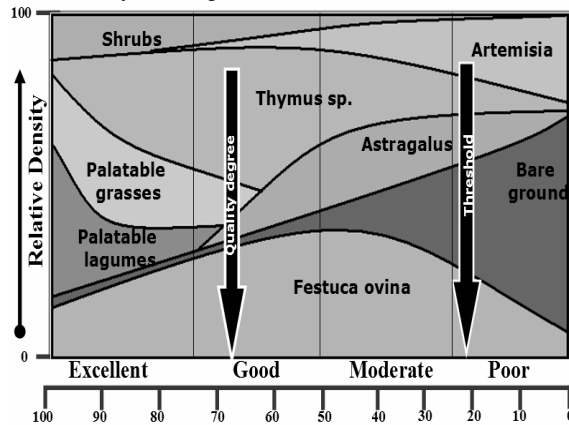 100
Shrubs
Artemisia
Thymus sp.
Astragalus
Palatable
grasses
Bare
ground
Palatable
lagumes
Festuca ovina
Quality degree
Threshold
Relative Density
0
Excellent Good Moderate Poor
100 90 80 70 60 50 40 30 20 10 0